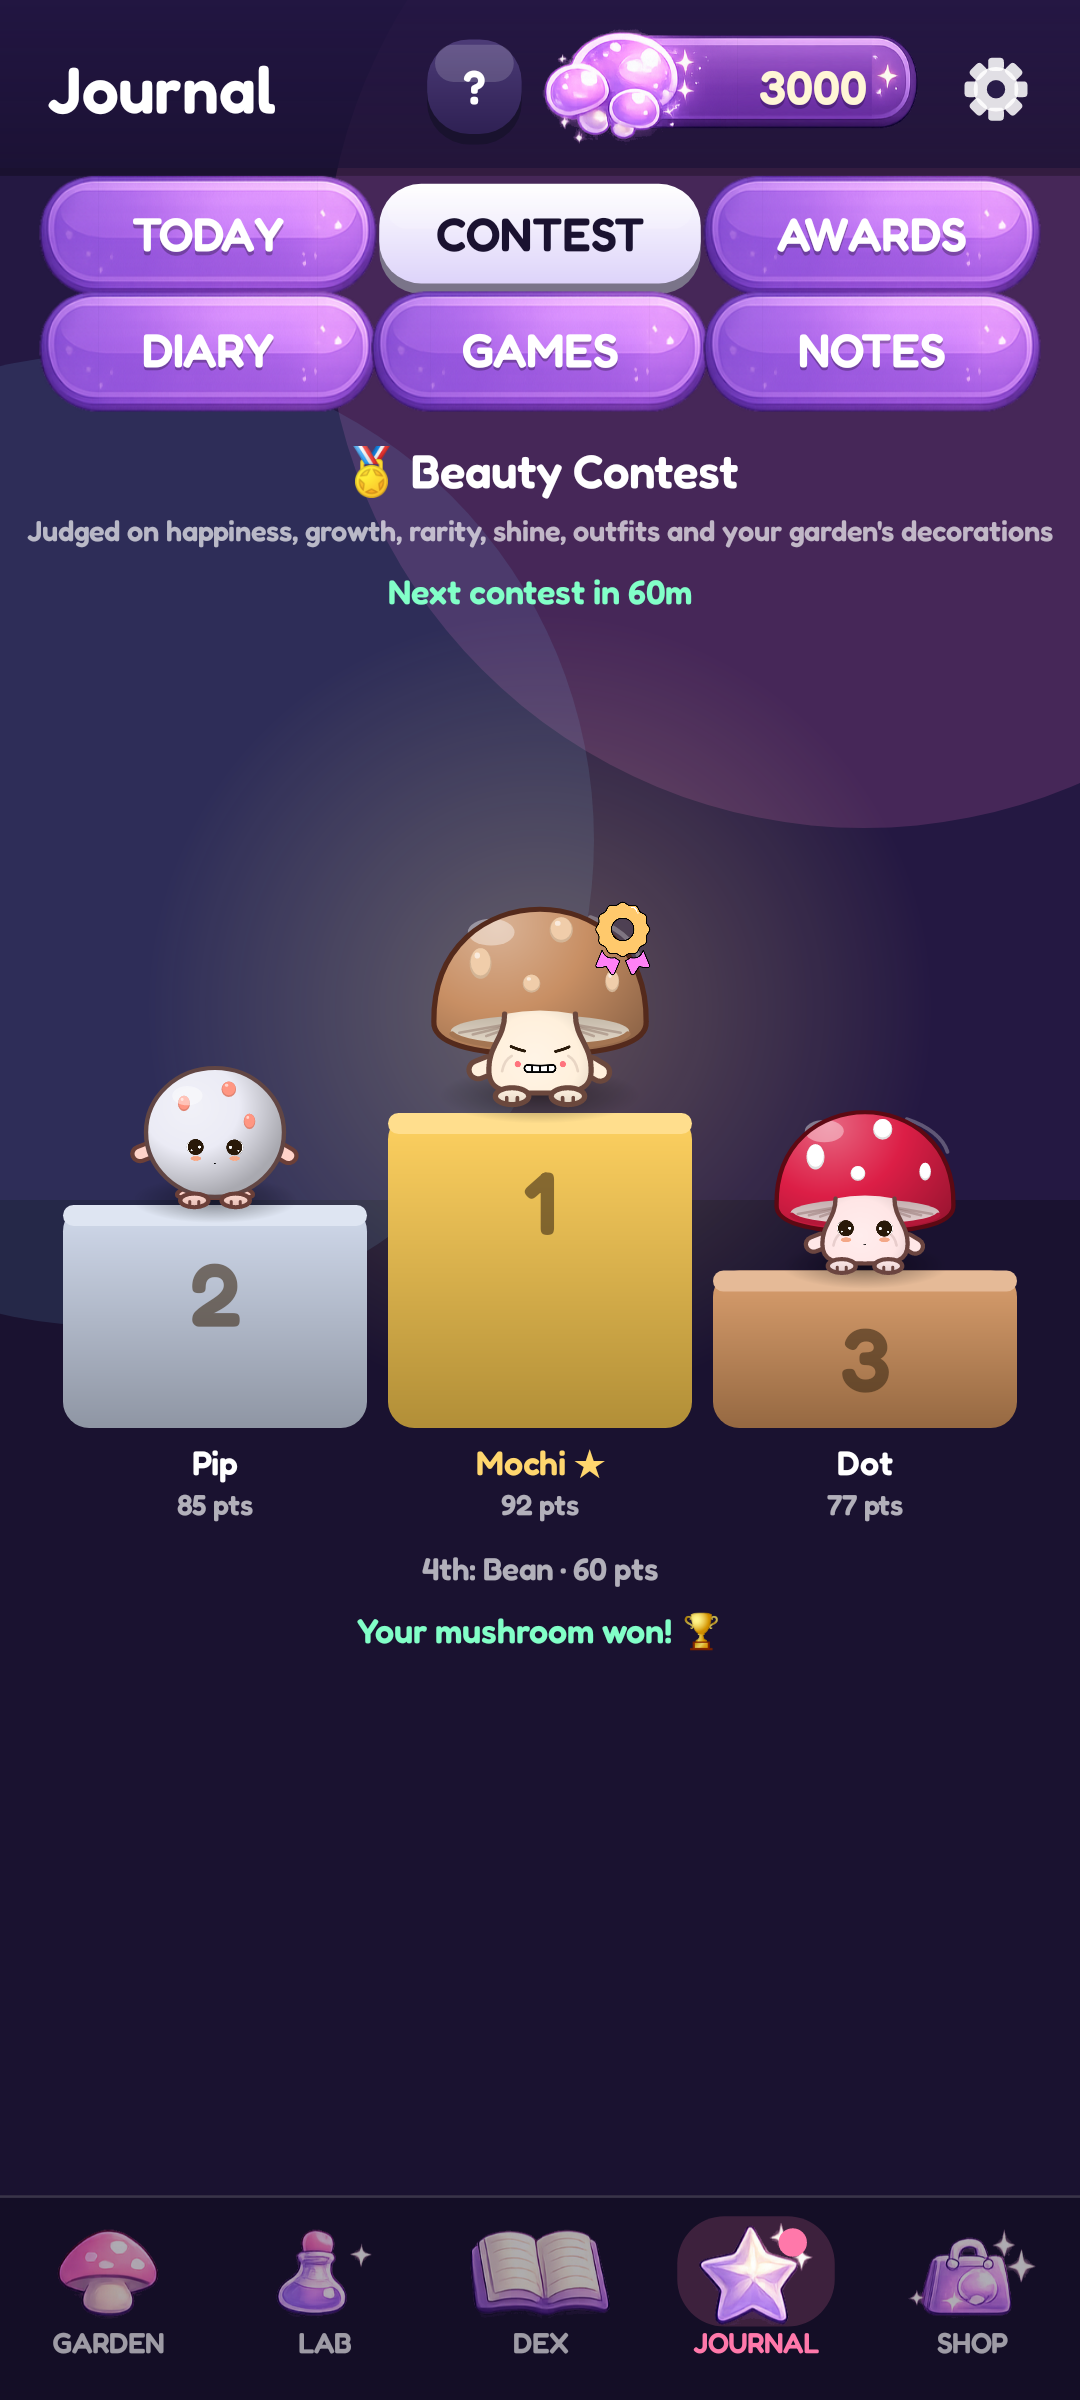 Journal
?
3000
TODAY
CONTEST
AWARDS
DIARY
GAMES
NOTES
🏅 Beauty Contest
Judged on happiness, growth, rarity, shine, outfits and your garden's decorations
Next contest in 60m
1
2
3
Pip
85 pts
Mochi ★
92 pts
Dot
77 pts
4th: Bean · 60 pts
Your mushroom won! 🏆
GARDEN
LAB
DEX
JOURNAL
SHOP